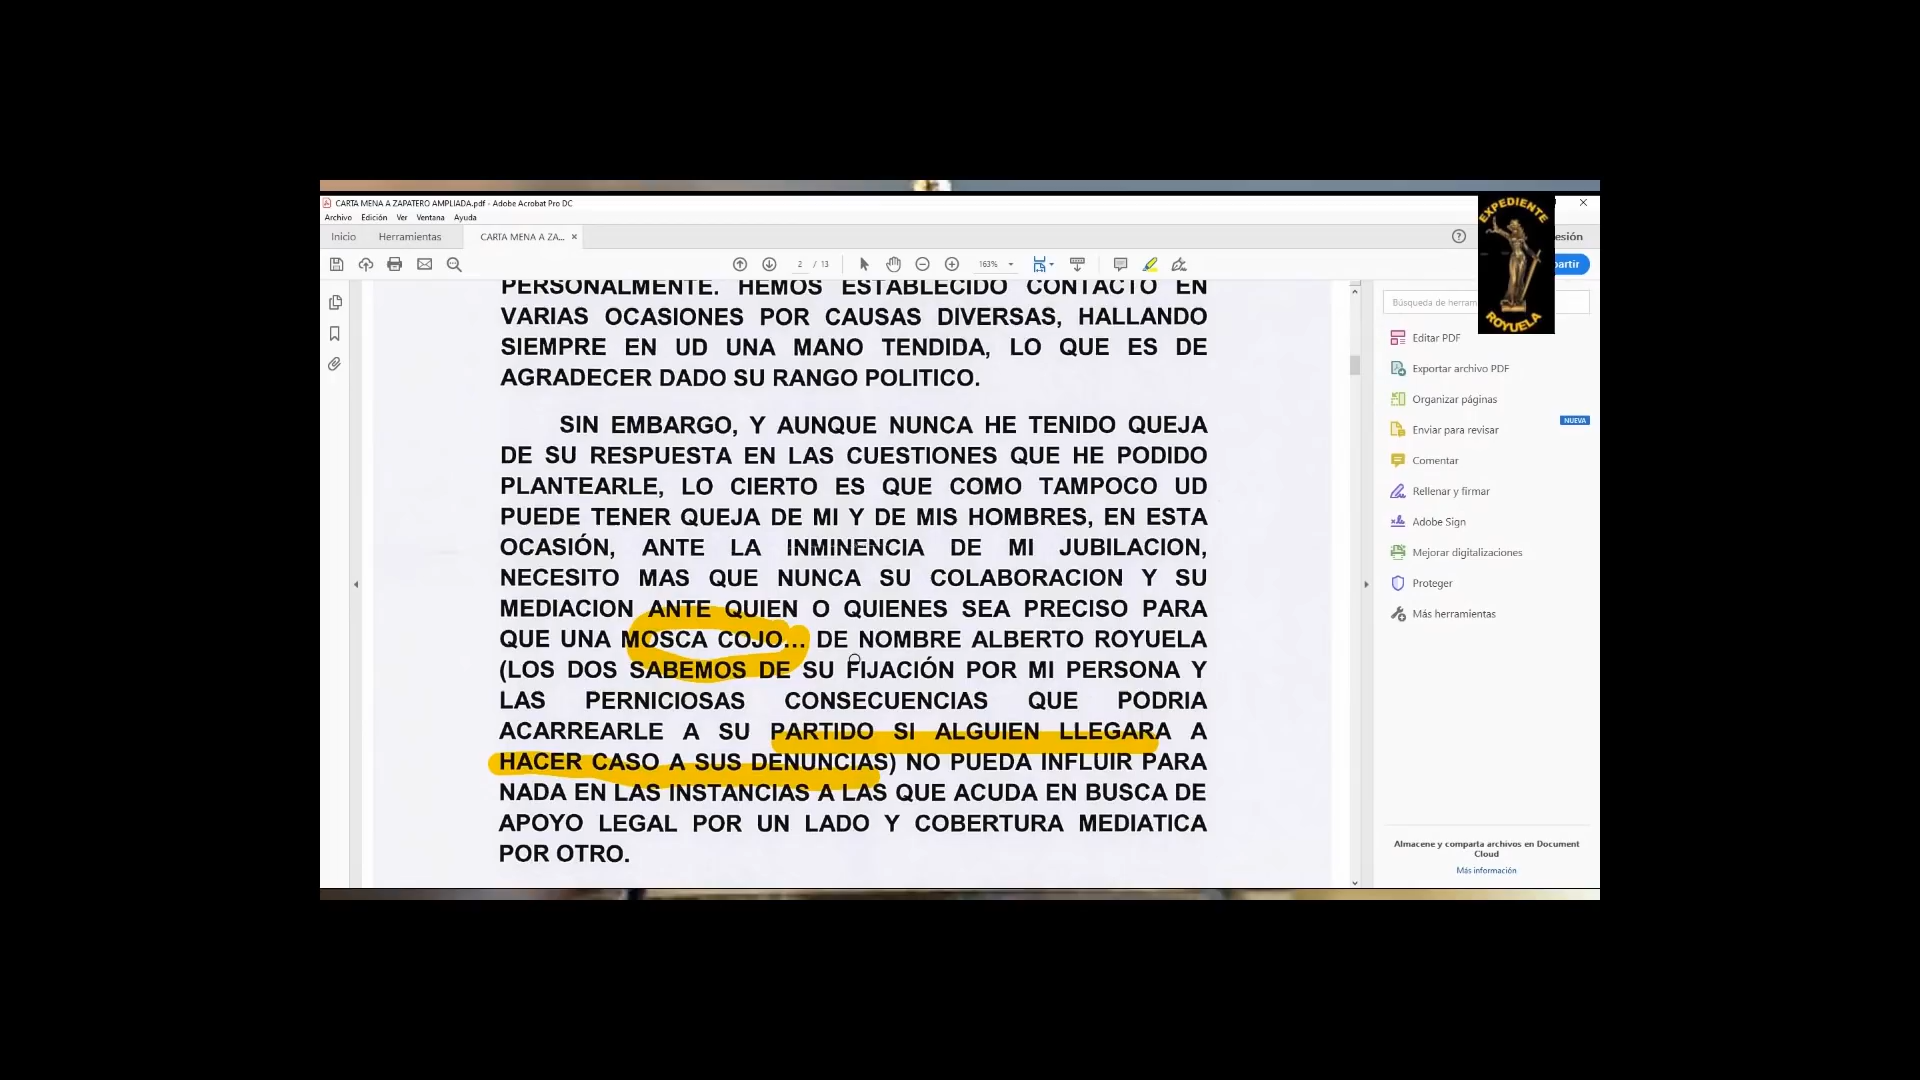 CARTA MENA A ZAPATERO AMPLIADA.pdf - Adobe Acrobat Pro DC
Archivo Edición Ver Ventana Ayuda
Inicio Herramientas CARTA MENA A ZA... ×
2 / 13 163%
EXPEDIENTE
ROYUELA
PERSONALMENTE. HEMOS ESTABLECIDO CONTACTO EN
VARIAS OCASIONES POR CAUSAS DIVERSAS, HALLANDO
SIEMPRE EN UD UNA MANO TENDIDA, LO QUE ES DE
AGRADECER DADO SU RANGO POLITICO.
SIN EMBARGO, Y AUNQUE NUNCA HE TENIDO QUEJA
DE SU RESPUESTA EN LAS CUESTIONES QUE HE PODIDO
PLANTEARLE, LO CIERTO ES QUE COMO TAMPOCO UD
PUEDE TENER QUEJA DE MI Y DE MIS HOMBRES, EN ESTA
OCASIÓN, ANTE LA INMINENCIA DE MI JUBILACION,
NECESITO MAS QUE NUNCA SU COLABORACION Y SU
MEDIACION ANTE QUIEN O QUIENES SEA PRECISO PARA
QUE UNA MOSCA COJO... DE NOMBRE ALBERTO ROYUELA
(LOS DOS SABEMOS DE SU FIJACIÓN POR MI PERSONA Y
LAS PERNICIOSAS CONSECUENCIAS QUE PODRIA
ACARREARLE A SU PARTIDO SI ALGUIEN LLEGARA A
HACER CASO A SUS DENUNCIAS) NO PUEDA INFLUIR PARA
NADA EN LAS INSTANCIAS A LAS QUE ACUDA EN BUSCA DE
APOYO LEGAL POR UN LADO Y COBERTURA MEDIATICA
POR OTRO.
Búsqueda de herram
Editar PDF
Exportar archivo PDF
Organizar páginas
NUEVA
Enviar para revisar
Comentar
Rellenar y firmar
Adobe Sign
Mejorar digitalizaciones
Proteger
Más herramientas
Almacene y comparta archivos en Document
Cloud
Más información